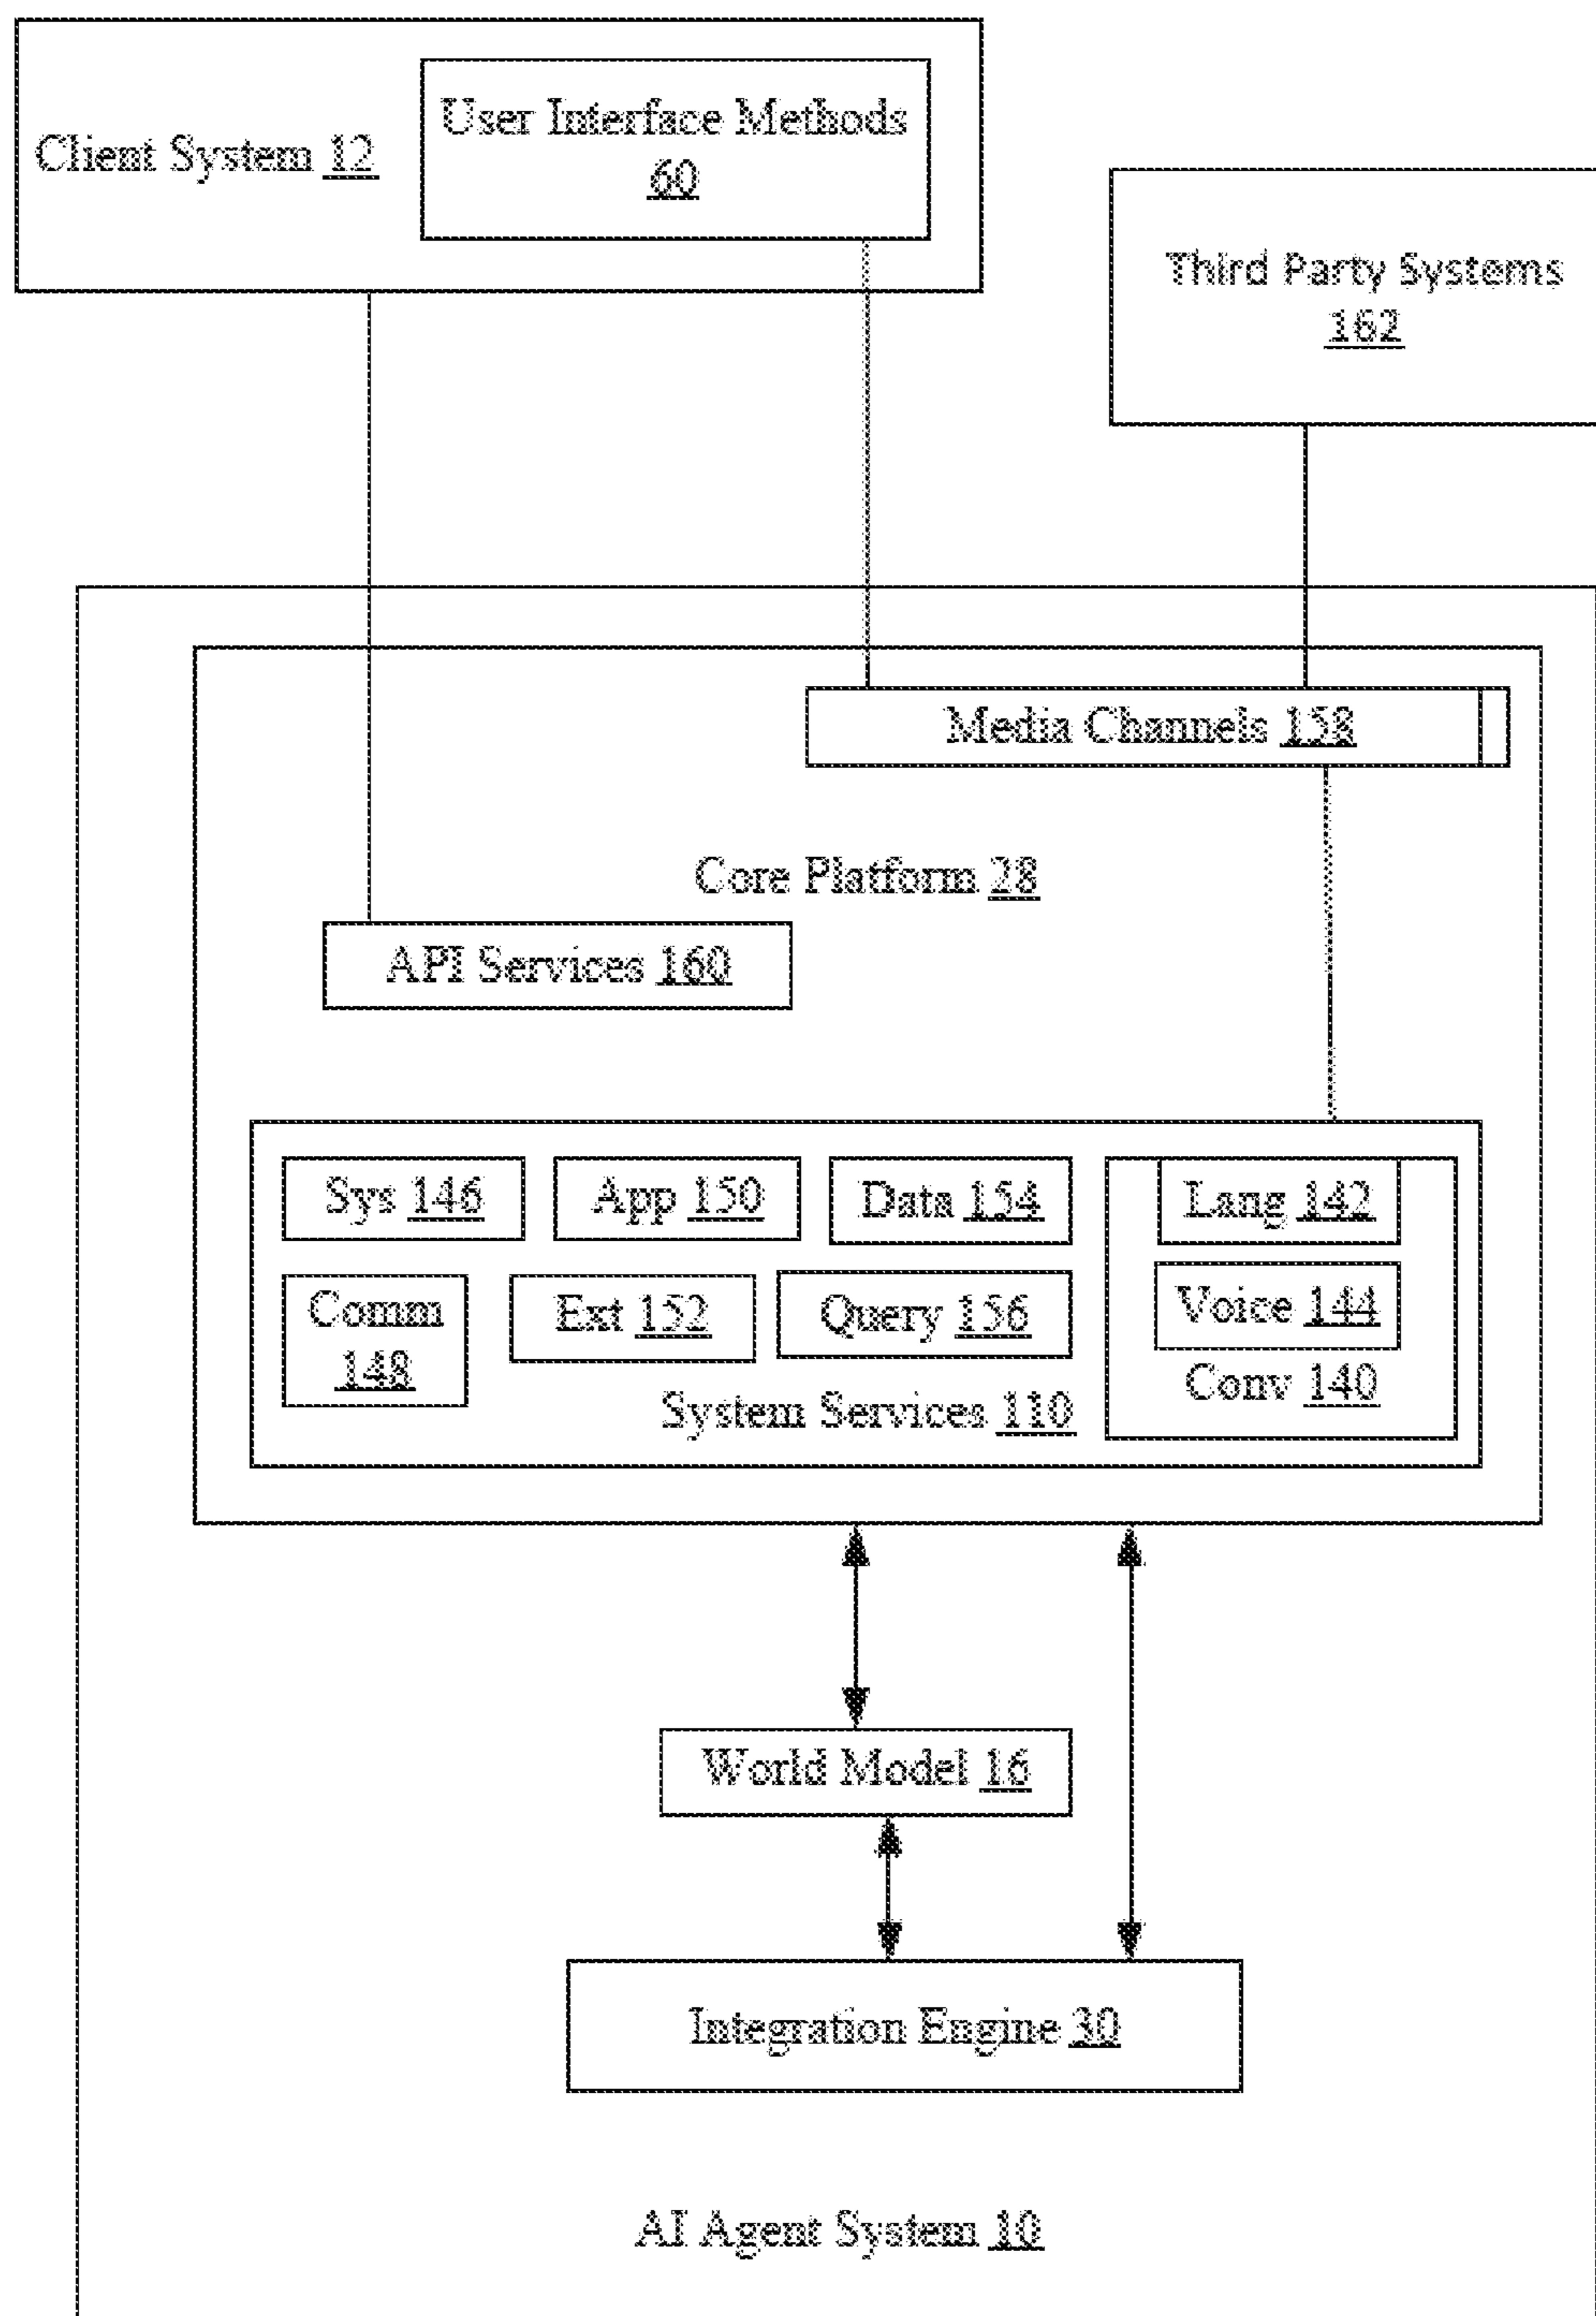 User Interface Methods
60
Client System 12
Third Party Systems
162
Media Channels 158
Core Platform 28
API Services 160
Sys 146
App 150
Data 154
Lang 142
Comm
148
Ext 152
Query 156
Voice 144
Conv 140
System Services 110
World Model 16
Integration Engine 30
AI Agent System 10